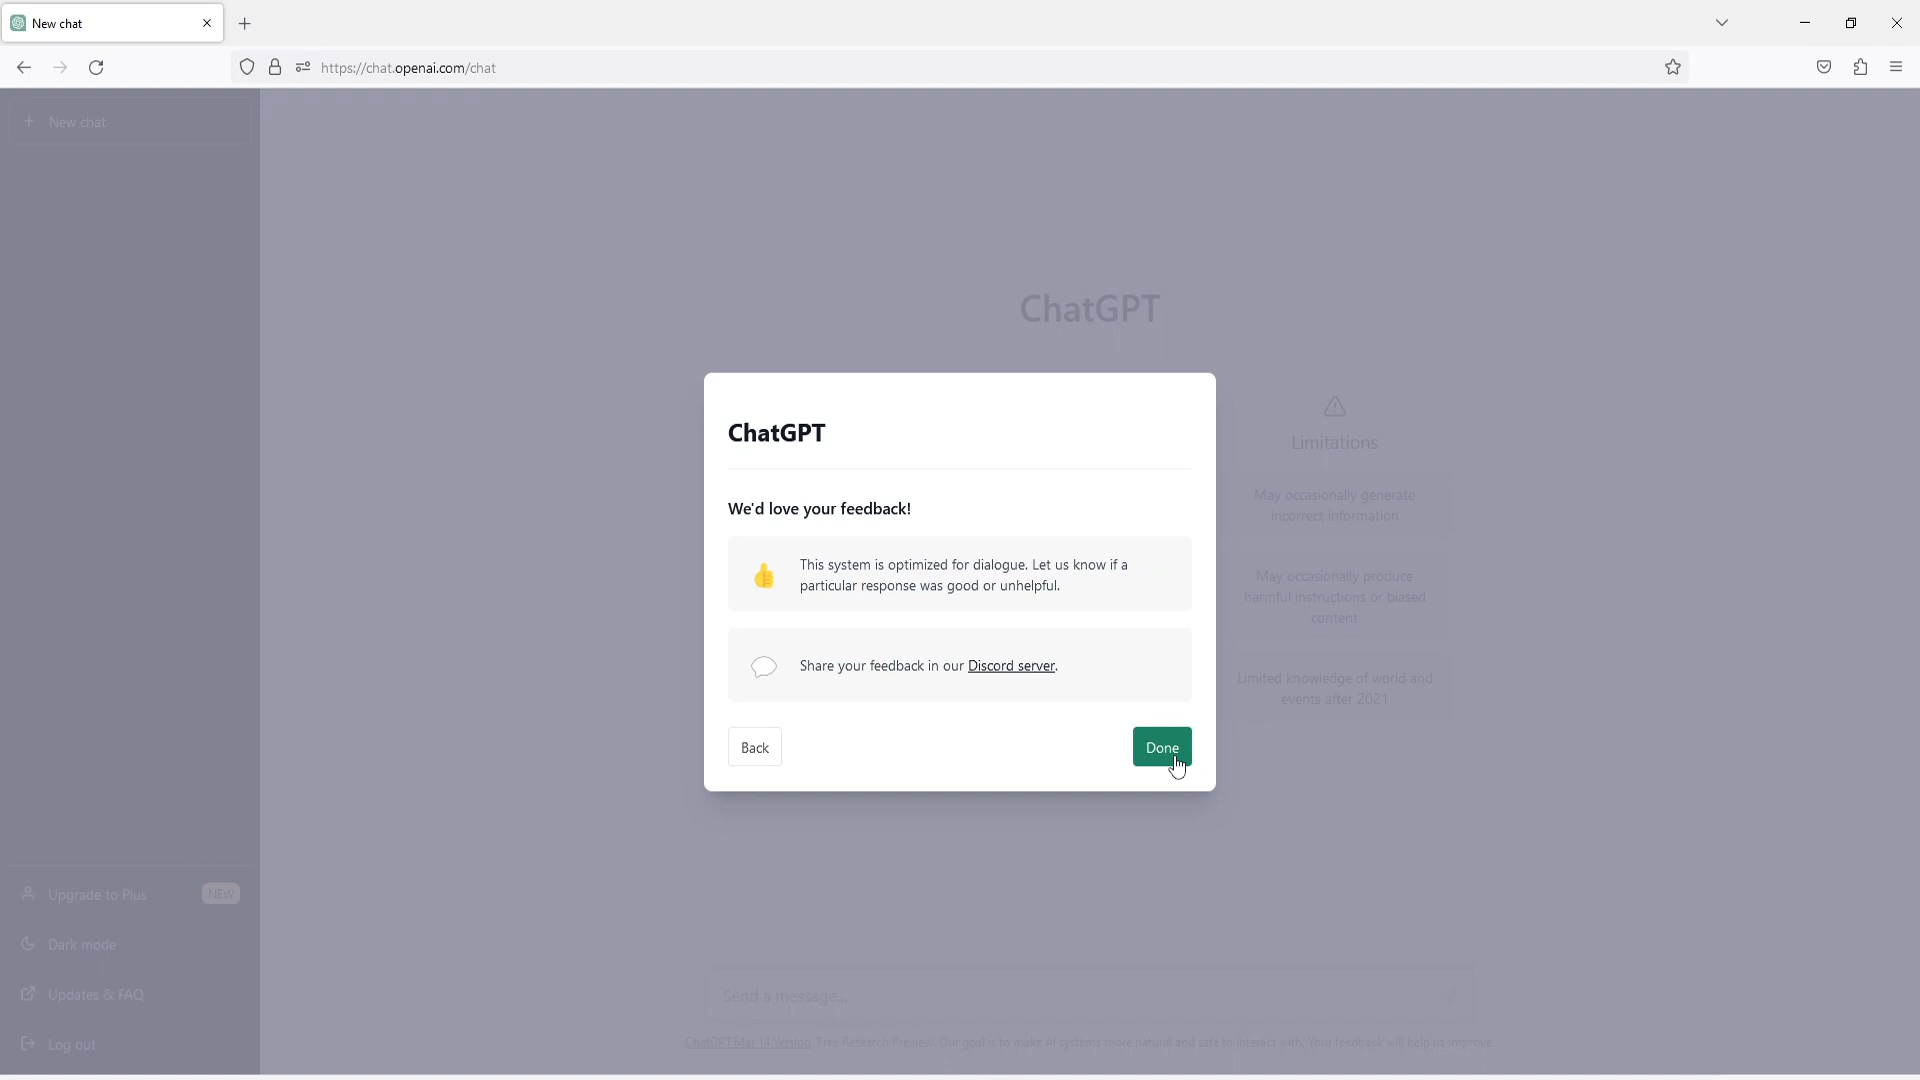 New chat
https://chat.openai.com/chat
New chat
ChatGPT
Limitations
May occasionally generate
incorrect information
May occasionally produce
harmful instructions or biased
content
Limited knowledge of world and
events after 2021
ChatGPT
We'd love your feedback!
This system is optimized for dialogue. Let us know if a
particular response was good or unhelpful.
Share your feedback in our Discord server.
Back
Done
Upgrade to Plus
NEW
Dark mode
Updates & FAQ
Log out
Send a message...
ChatGPT Mar 14 Version. Free Research Preview. Our goal is to make AI systems more natural and safe to interact with. Your feedback will help us improve.